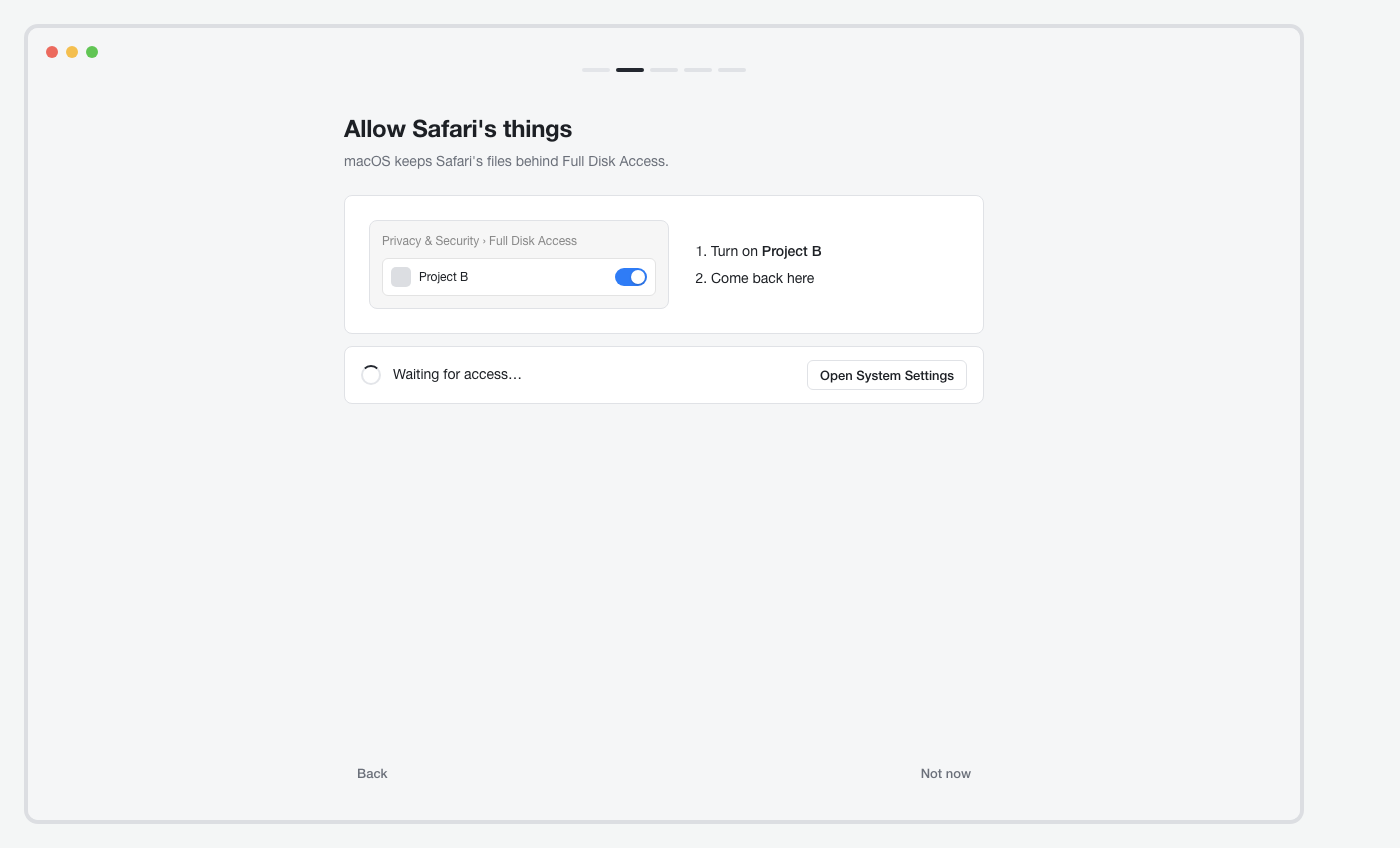 Allow Safari's things
macOS keeps Safari's files behind Full Disk Access.
Privacy & Security › Full Disk Access
Project B
1. Turn on Project B
2. Come back here
Waiting for access…
Open System Settings
Back
Not now